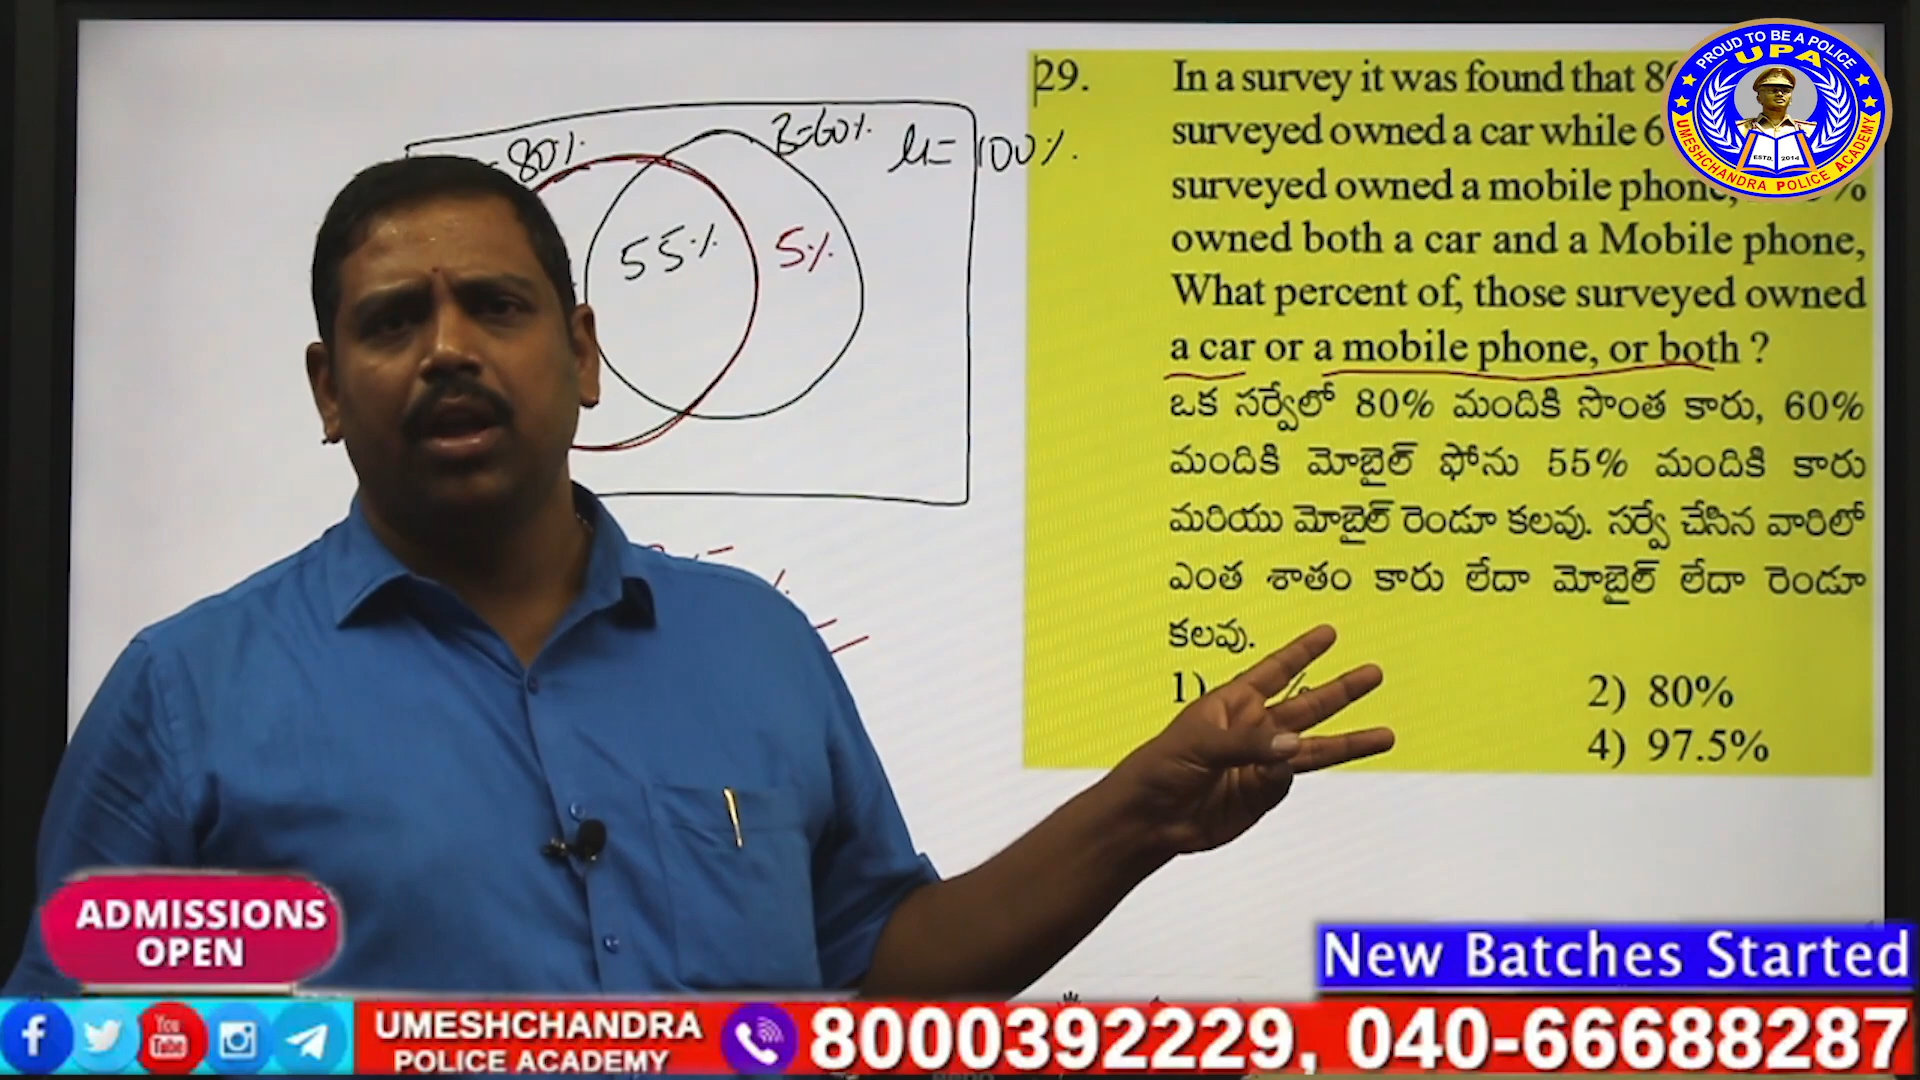 29. In a survey it was found that
surveyed owned a car while 6
surveyed owned a mobile phone, %
owned both a car and a Mobile phone,
What percent of, those surveyed owned
a car or a mobile phone, or both ?
ఒక సర్వేలో 80% మందికి సొంత కారు, 60%
మందికి మోబైల్ ఫోను 55% మందికి కారు
మరియు మోబైల్ రెండూ కలవు. సర్వే చేసిన వారిలో
ఎంత శాతం కారు లేదా మోబైల్ లేదా రెండూ
కలవు.
1) %
2) 80%
4) 97.5%
80%
B=60%
μ= 100%.
55%
5%
PROUD TO BE A POLICE
UPA
ESTD. 2014
UMESHCHANDRA POLICE ACADEMY
ADMISSIONS
OPEN
New Batches Started
You
Tube
UMESHCHANDRA
POLICE ACADEMY
8000392229, 040-66688287